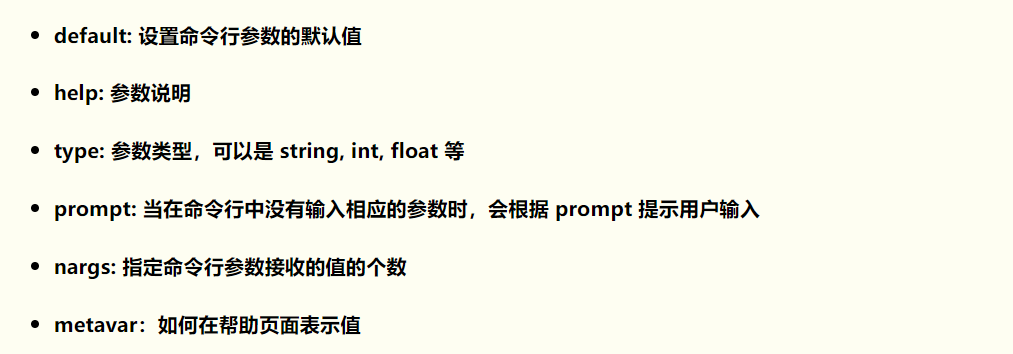 • default: 设置命令行参数的默认值
• help: 参数说明
• type: 参数类型，可以是 string, int, float 等
• prompt: 当在命令行中没有输入相应的参数时，会根据 prompt 提示用户输入
• nargs: 指定命令行参数接收的值的个数
• metavar：如何在帮助页面表示值